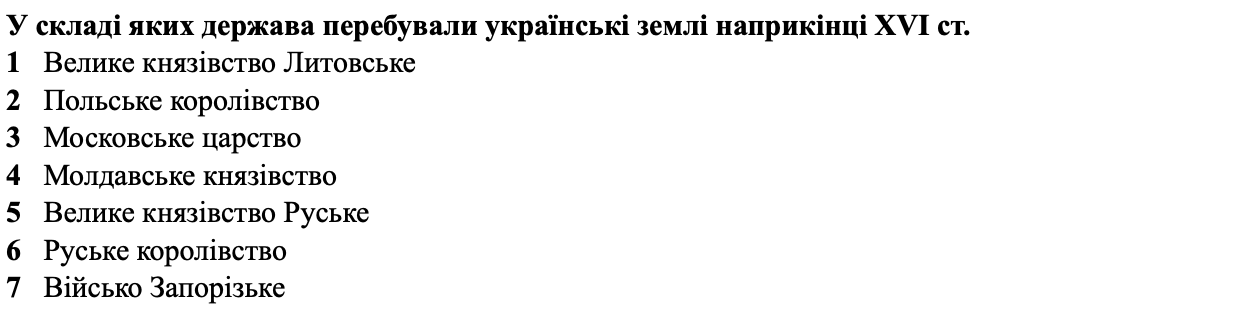 У складі яких держава перебували українські землі наприкінці XVI ст.
1 Велике князівство Литовське
2 Польське королівство
3 Московське царство
4 Молдавське князівство
5 Велике князівство Руське
6 Руське королівство
7 Військо Запорізьке